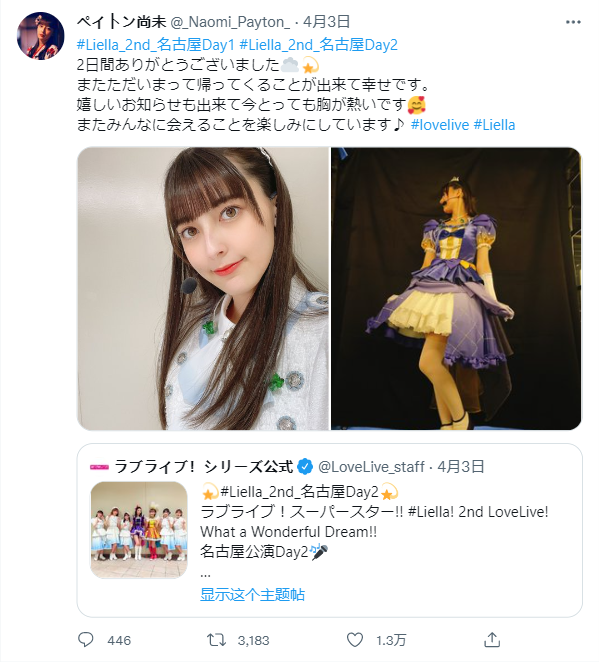 ペイトン尚未 @_Naomi_Payton_ · 4月3日
#Liella_2nd_名古屋Day1 #Liella_2nd_名古屋Day2
2日間ありがとうございました☁️💫
またただいまって帰ってくることが出来て幸せです。
嬉しいお知らせも出来て今とっても胸が熱いです🥰
またみんなに会えることを楽しみにしています♪ #lovelive #Liella
ラブライブ！シリーズ公式 @LoveLive_staff · 4月3日
💫#Liella_2nd_名古屋Day2💫
ラブライブ！スーパースター!! #Liella! 2nd LoveLive!
What a Wonderful Dream!!
名古屋公演Day2🎤
...
显示这个主题帖
446 3,183 1.3万